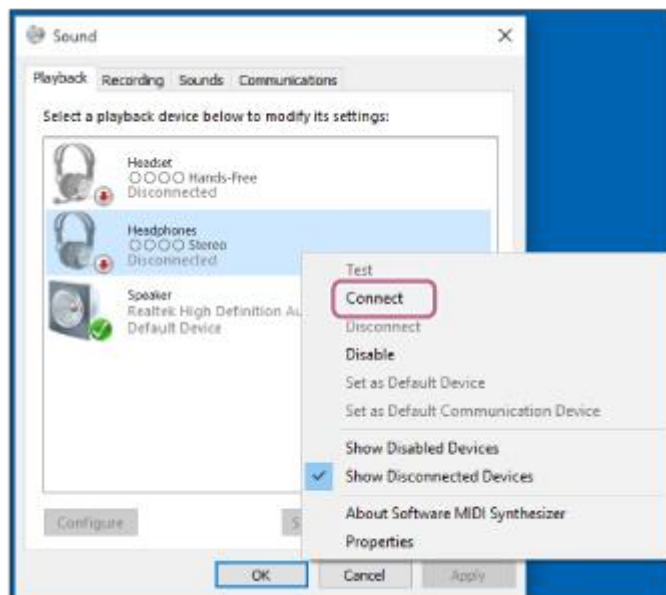 Sound
Playback Recording Sounds Communications
Select a playback device below to modify its settings:
Headset
○○○○ Hands-Free
Disconnected
Headphones
○○○○ Stereo
Disconnected
Speaker
Realtek High Definition Au
Default Device
Test
Connect
Disconnect
Disable
Set as Default Device
Set as Default Communication Device
Show Disabled Devices
Show Disconnected Devices
About Software MIDI Synthesizer
Properties
Configure S
OK Cancel Apply